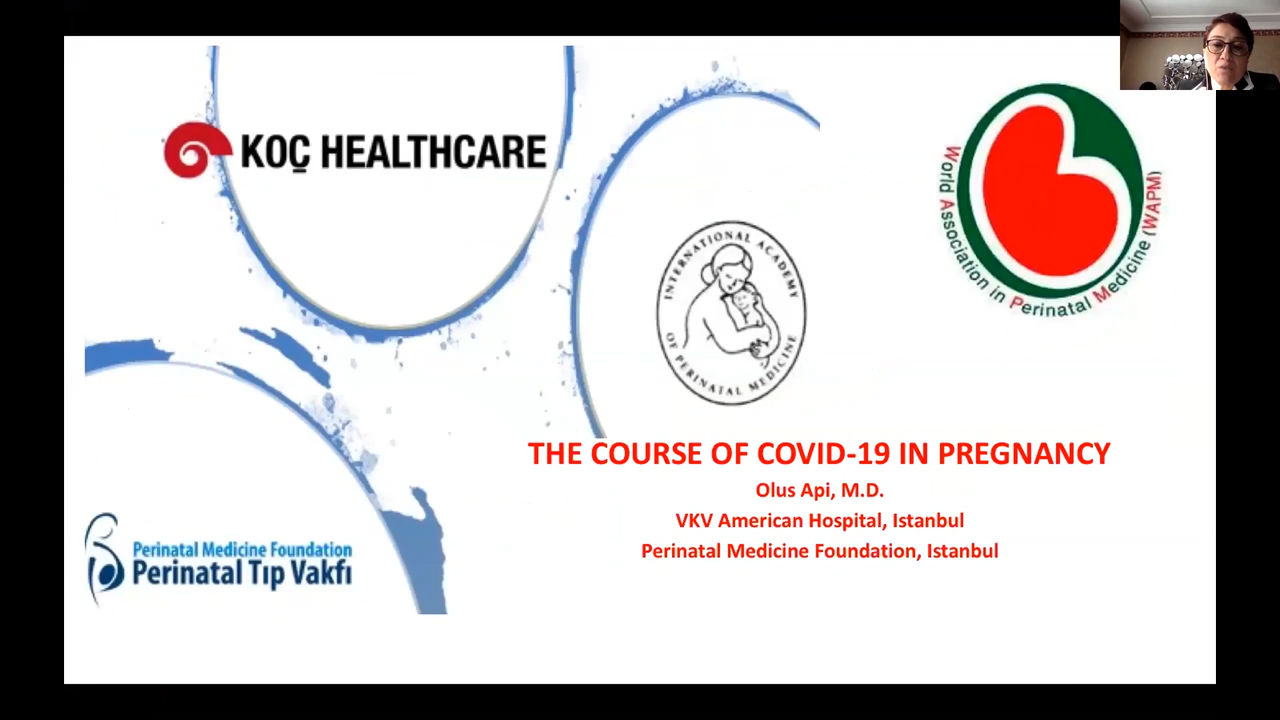 KOÇ HEALTHCARE
World Association in Perinatal Medicine (WAPM)
INTERNATIONAL ACADEMY
OF PERINATAL MEDICINE
THE COURSE OF COVID-19 IN PREGNANCY
Olus Api, M.D.
VKV American Hospital, Istanbul
Perinatal Medicine Foundation, Istanbul
Perinatal Medicine Foundation
Perinatal Tıp Vakfı